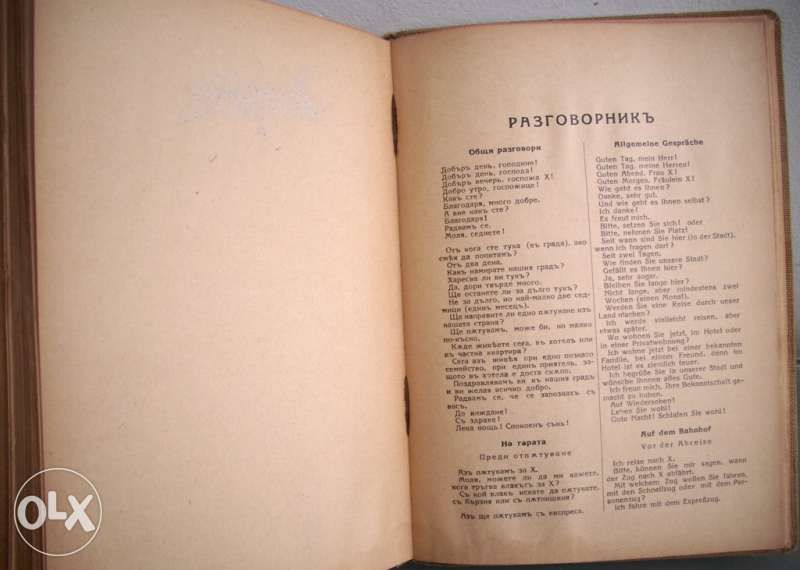 РАЗГОВОРНИКЪ
Общи разговори
Добъръ день, господине!
Добъръ день, господа!
Добъръ вечеръ, госпожа X!
Добро утро, госпожице!
Какъ сте?
Благодаря, много добре.
А вие какъ сте?
Благодаря!
Радвамъ се.
Моля, седнете!
Отъ кога сте тука (въ града), ако
смѣя да попитамъ?
Отъ два дена.
Какъ намирате нашия градъ?
Харесва ли ви тукъ?
Да, дори твърде много.
Ще останете ли за дълго тукъ?
Не за дълго, но най-малко две сед-
мици (единъ месецъ).
Ще направите ли едно пѫтуване изъ
нашата страна?
Ще пѫтувамъ, може би, но малко
по-късно.
Кѫде живѣете сега, въ хотелъ или
въ частна квартира?
Сега азъ живѣя при едно познато
семейство, при единъ приятель, за-
щото въ хотела е доста скѫпо.
Поздравлявамъ ви въ нашия градъ
и ви желая всичко добро.
Радвамъ се, че се запознахъ съ
васъ.
До виждане!
Съ здраве!
Лека нощь! Спокоенъ сънь!
На гарата
Преди отпѫтуване
Азъ пѫтувамъ за X.
Моля, можете ли да ми кажете,
кога тръгва влакътъ за X?
Съ кой влакъ искате да пѫтувате,
съ бързия или съ пѫтнишкия?
Азъ ще пѫтувамъ съ експреса.
Allgemeine Gespräche
Guten Tag, mein Herr!
Guten Tag, meine Herren!
Guten Abend, Frau X!
Guten Morgen, Fräulein X!
Wie geht es Ihnen?
Danke, sehr gut.
Und wie geht es Ihnen selbst?
Ich danke!
Es freut mich.
Bitte, setzen Sie sich! oder
Bitte, nehmen Sie Platz!
Seit wann sind Sie hier (in der Stadt),
wenn ich fragen darf?
Seit zwei Tagen.
Wie finden Sie unsere Stadt?
Gefällt es Ihnen hier?
Ja, sehr sogar.
Bleiben Sie lange hier?
Nicht lange, aber mindestens zwei
Wochen (einen Monat).
Werden Sie eine Reise durch unser
Land machen?
Ich werde vielleicht reisen, aber
etwas später.
Wo wohnen Sie jetzt, im Hotel oder
in einer Privatwohnung?
Ich wohne jetzt bei einer bekannten
Familie, bei einem Freund, denn im
Hotel ist es ziemlich teuer.
Ich begrüße Sie in unserer Stadt und
wünsche Ihnen alles Gute.
Ich freue mich, Ihre Bekanntschaft ge-
macht zu haben.
Auf Wiedersehen!
Leben Sie wohl!
Gute Nacht! Schlafen Sie wohl!
Auf dem Bahnhof
Vor der Abreise
Ich reise nach X.
Bitte, können Sie mir sagen, wann
der Zug nach X abfährt.
Mit welchem Zug wollen Sie fahren,
mit den Schnellzug oder mit dem Per-
sonenzug?
Ich fahre mit dem Expreßzug.
OLX